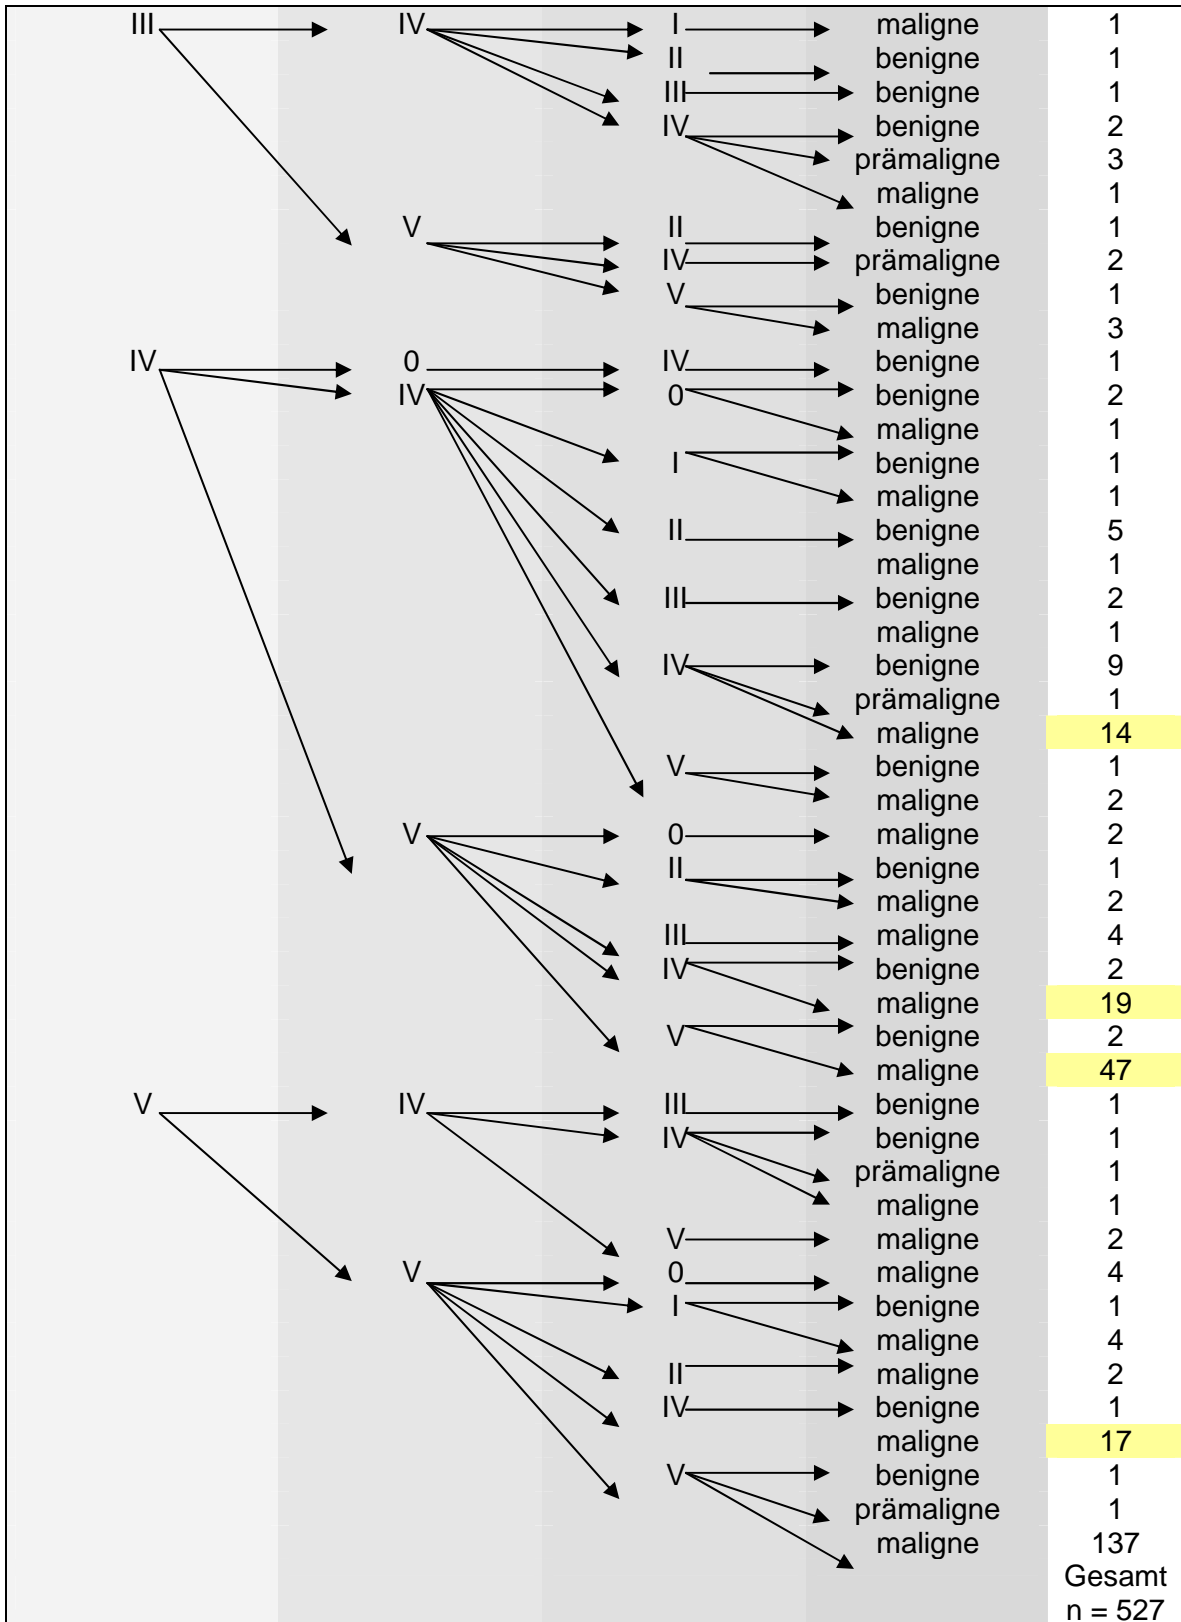 III IV I maligne 1
II benigne 1
III benigne 1
IV benigne 2
prämaligne 3
maligne 1
V II benigne 1
IV prämaligne 2
V benigne 1
maligne 3
IV 0 IV benigne 1
IV 0 benigne 2
maligne 1
I benigne 1
maligne 1
II benigne 5
maligne 1
III benigne 2
maligne 1
IV benigne 9
prämaligne 1
maligne 14
V benigne 1
maligne 2
V 0 maligne 2
II benigne 1
maligne 2
III maligne 4
IV benigne 2
maligne 19
V benigne 2
maligne 47
V IV III benigne 1
IV benigne 1
prämaligne 1
maligne 1
V maligne 2
V 0 maligne 4
I benigne 1
maligne 4
II maligne 2
IV benigne 1
maligne 17
V benigne 1
prämaligne 1
maligne 137
Gesamt
n = 527